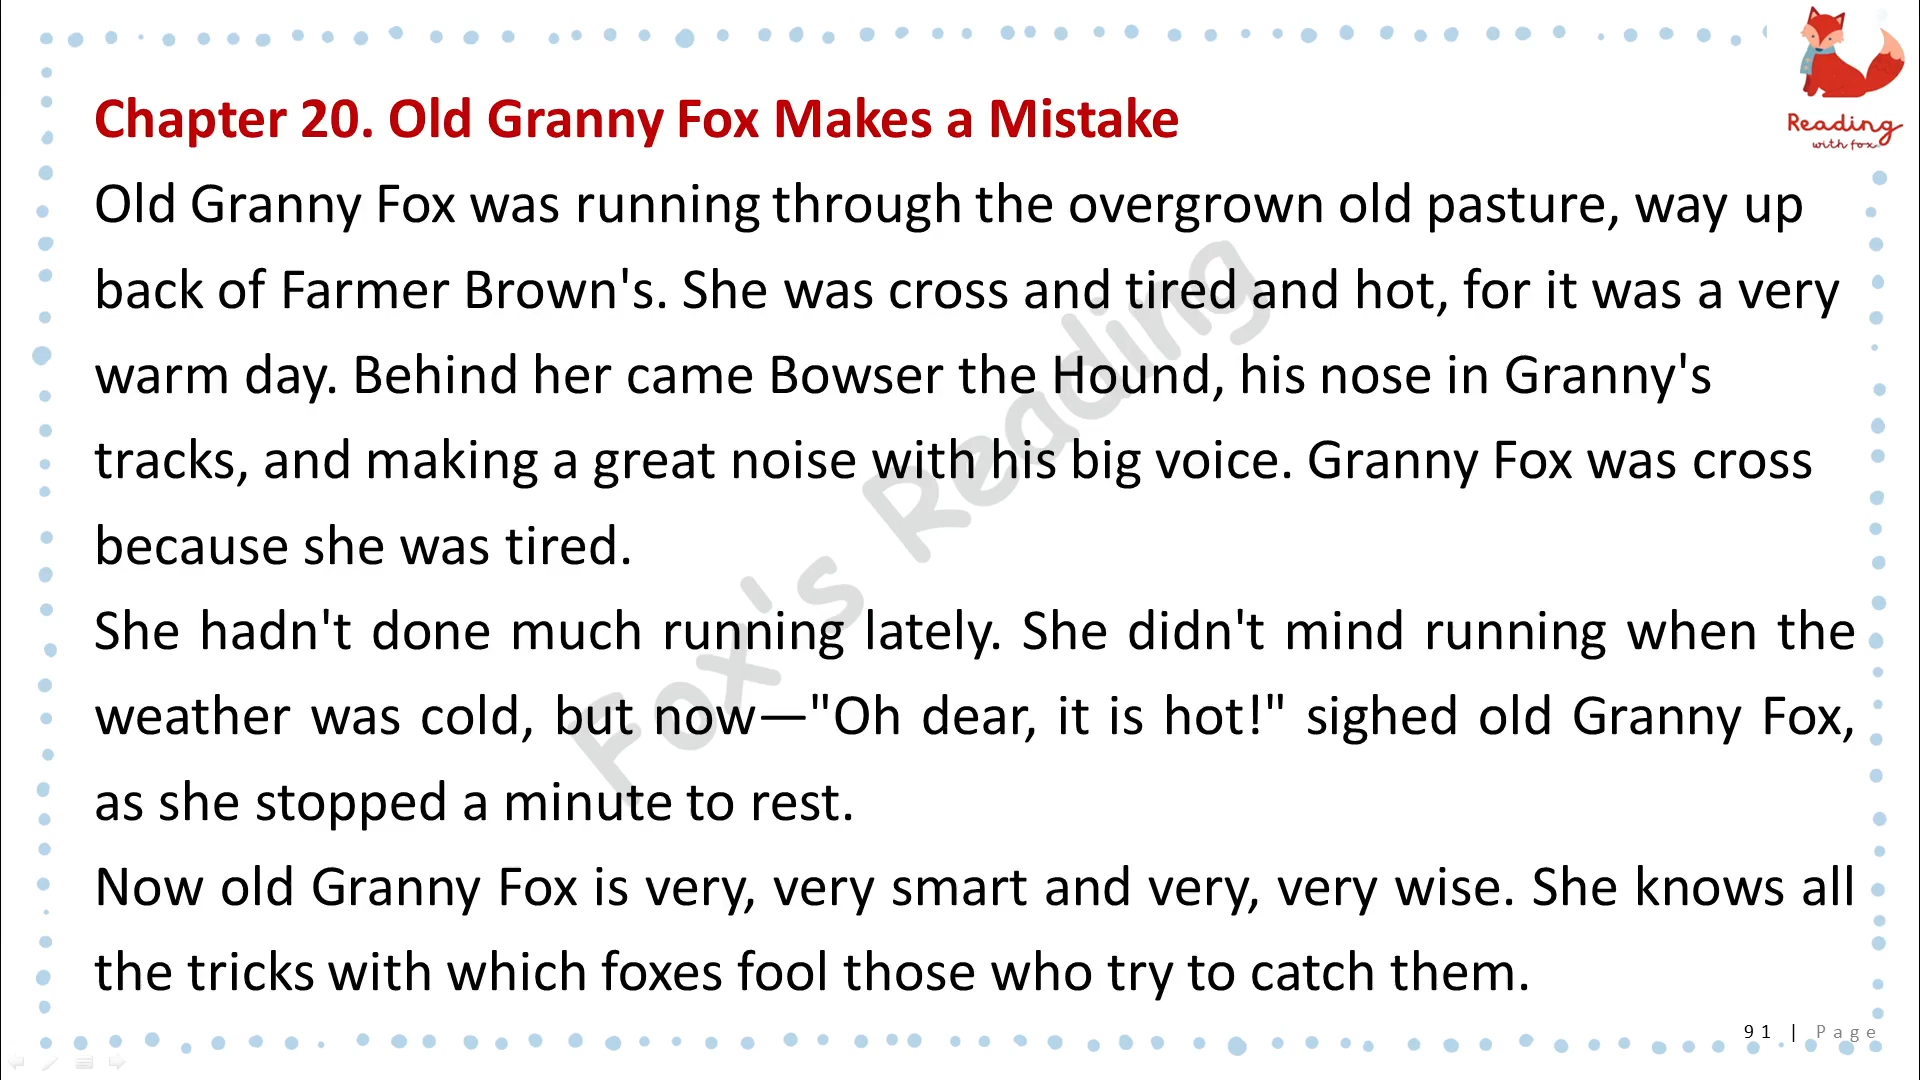 Reading
with fox
Chapter 20. Old Granny Fox Makes a Mistake
Old Granny Fox was running through the overgrown old pasture, way up
back of Farmer Brown's. She was cross and tired and hot, for it was a very
warm day. Behind her came Bowser the Hound, his nose in Granny's
tracks, and making a great noise with his big voice. Granny Fox was cross
because she was tired.
She hadn't done much running lately. She didn't mind running when the
weather was cold, but now—"Oh dear, it is hot!" sighed old Granny Fox,
as she stopped a minute to rest.
Now old Granny Fox is very, very smart and very, very wise. She knows all
the tricks with which foxes fool those who try to catch them.
Fox's Reading
91 | Page